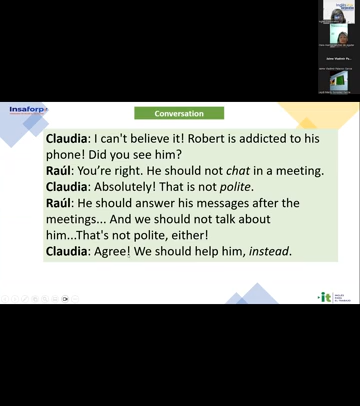 Insaforp
Conversation
Claudia: I can't believe it! Robert is addicted to his
phone! Did you see him?
Raúl: You're right. He should not chat in a meeting.
Claudia: Absolutely! That is not polite.
Raúl: He should answer his messages after the
meetings... And we should not talk about
him...That's not polite, either!
Claudia: Agree! We should help him, instead.
it